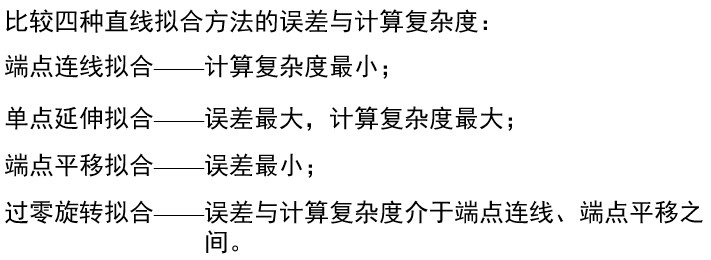 比较四种直线拟合方法的误差与计算复杂度：
端点连线拟合——计算复杂度最小；
单点延伸拟合——误差最大，计算复杂度最大；
端点平移拟合——误差最小；
过零旋转拟合——误差与计算复杂度介于端点连线、端点平移之
间。